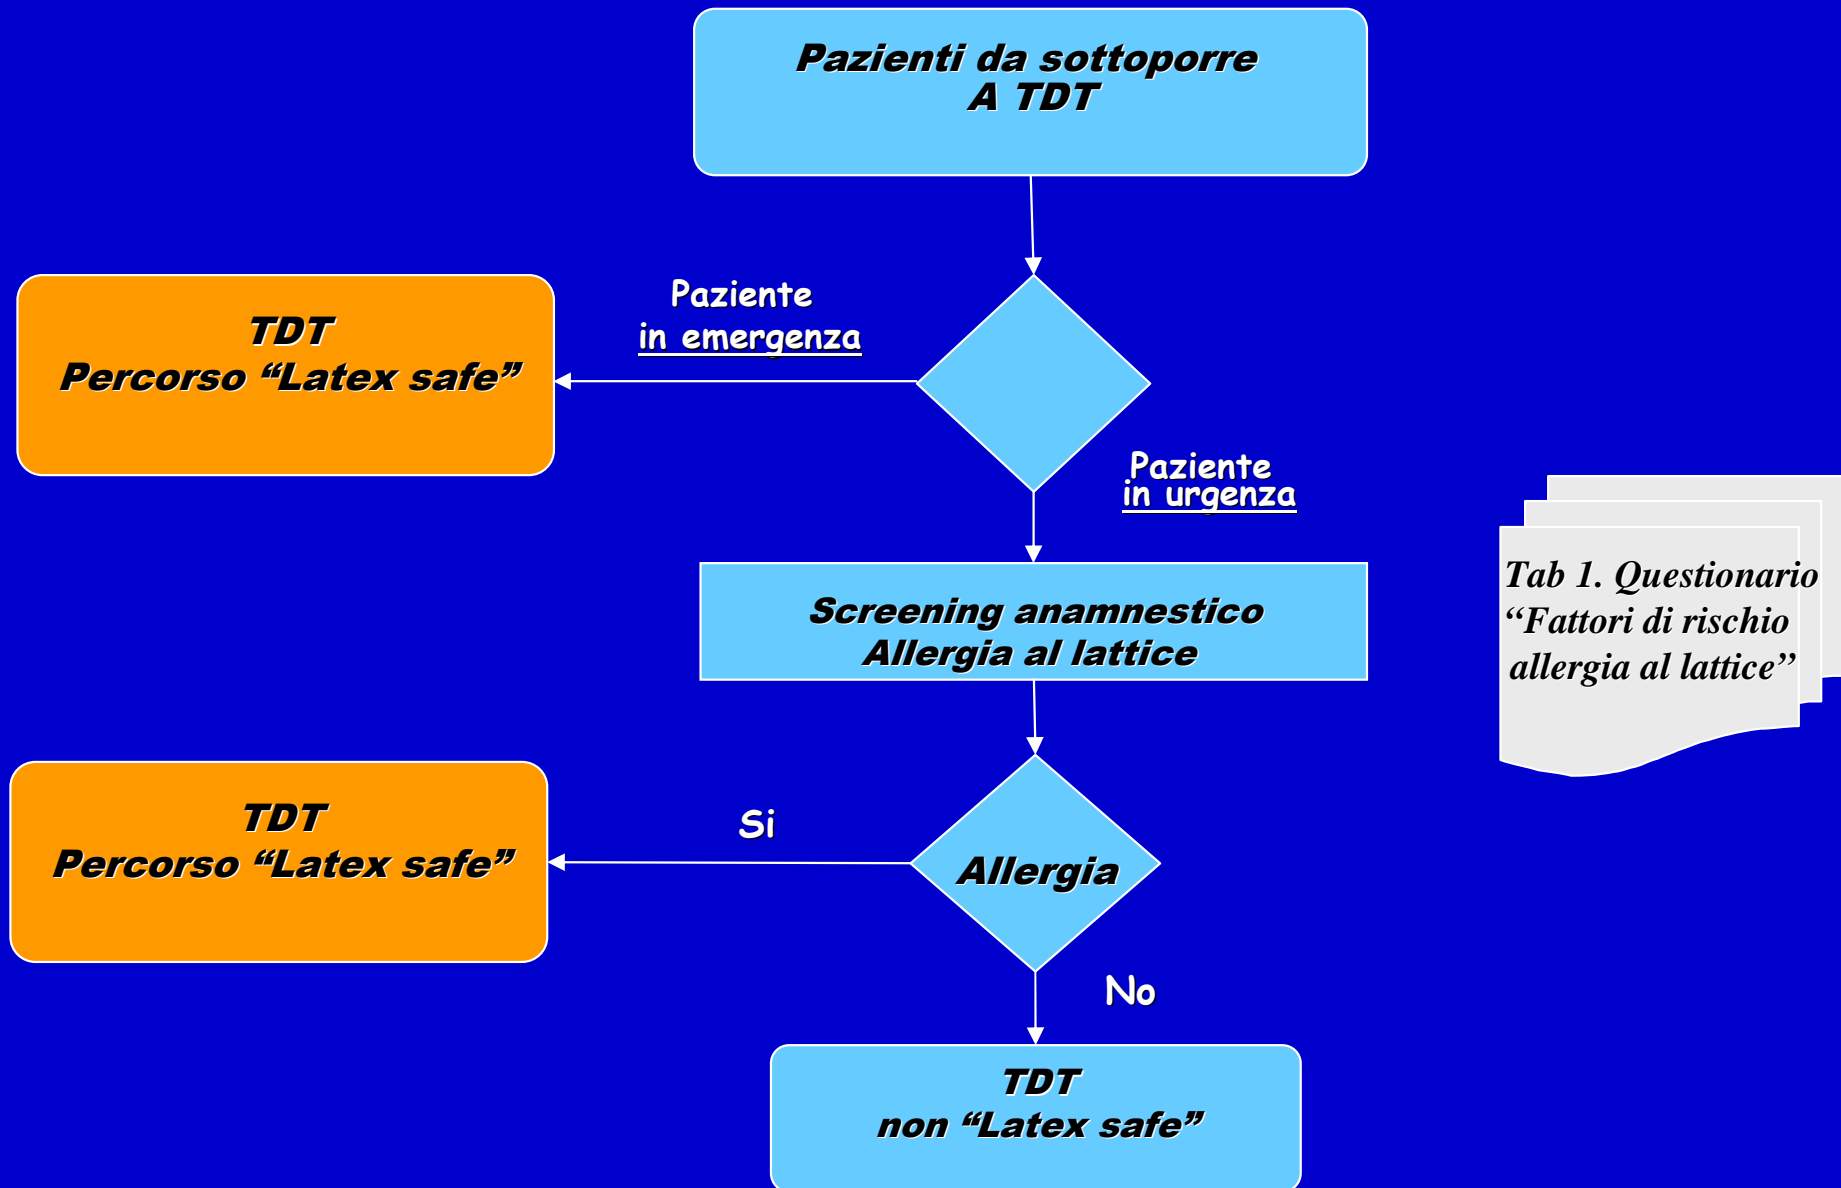 Pazienti da sottoporre
A TDT
Paziente
in emergenza
TDT
Percorso “Latex safe”
Paziente
in urgenza
Screening anamnestico
Allergia al lattice
Tab 1. Questionario
“Fattori di rischio
allergia al lattice”
Si
TDT
Percorso “Latex safe”
Allergia
No
TDT
non “Latex safe”